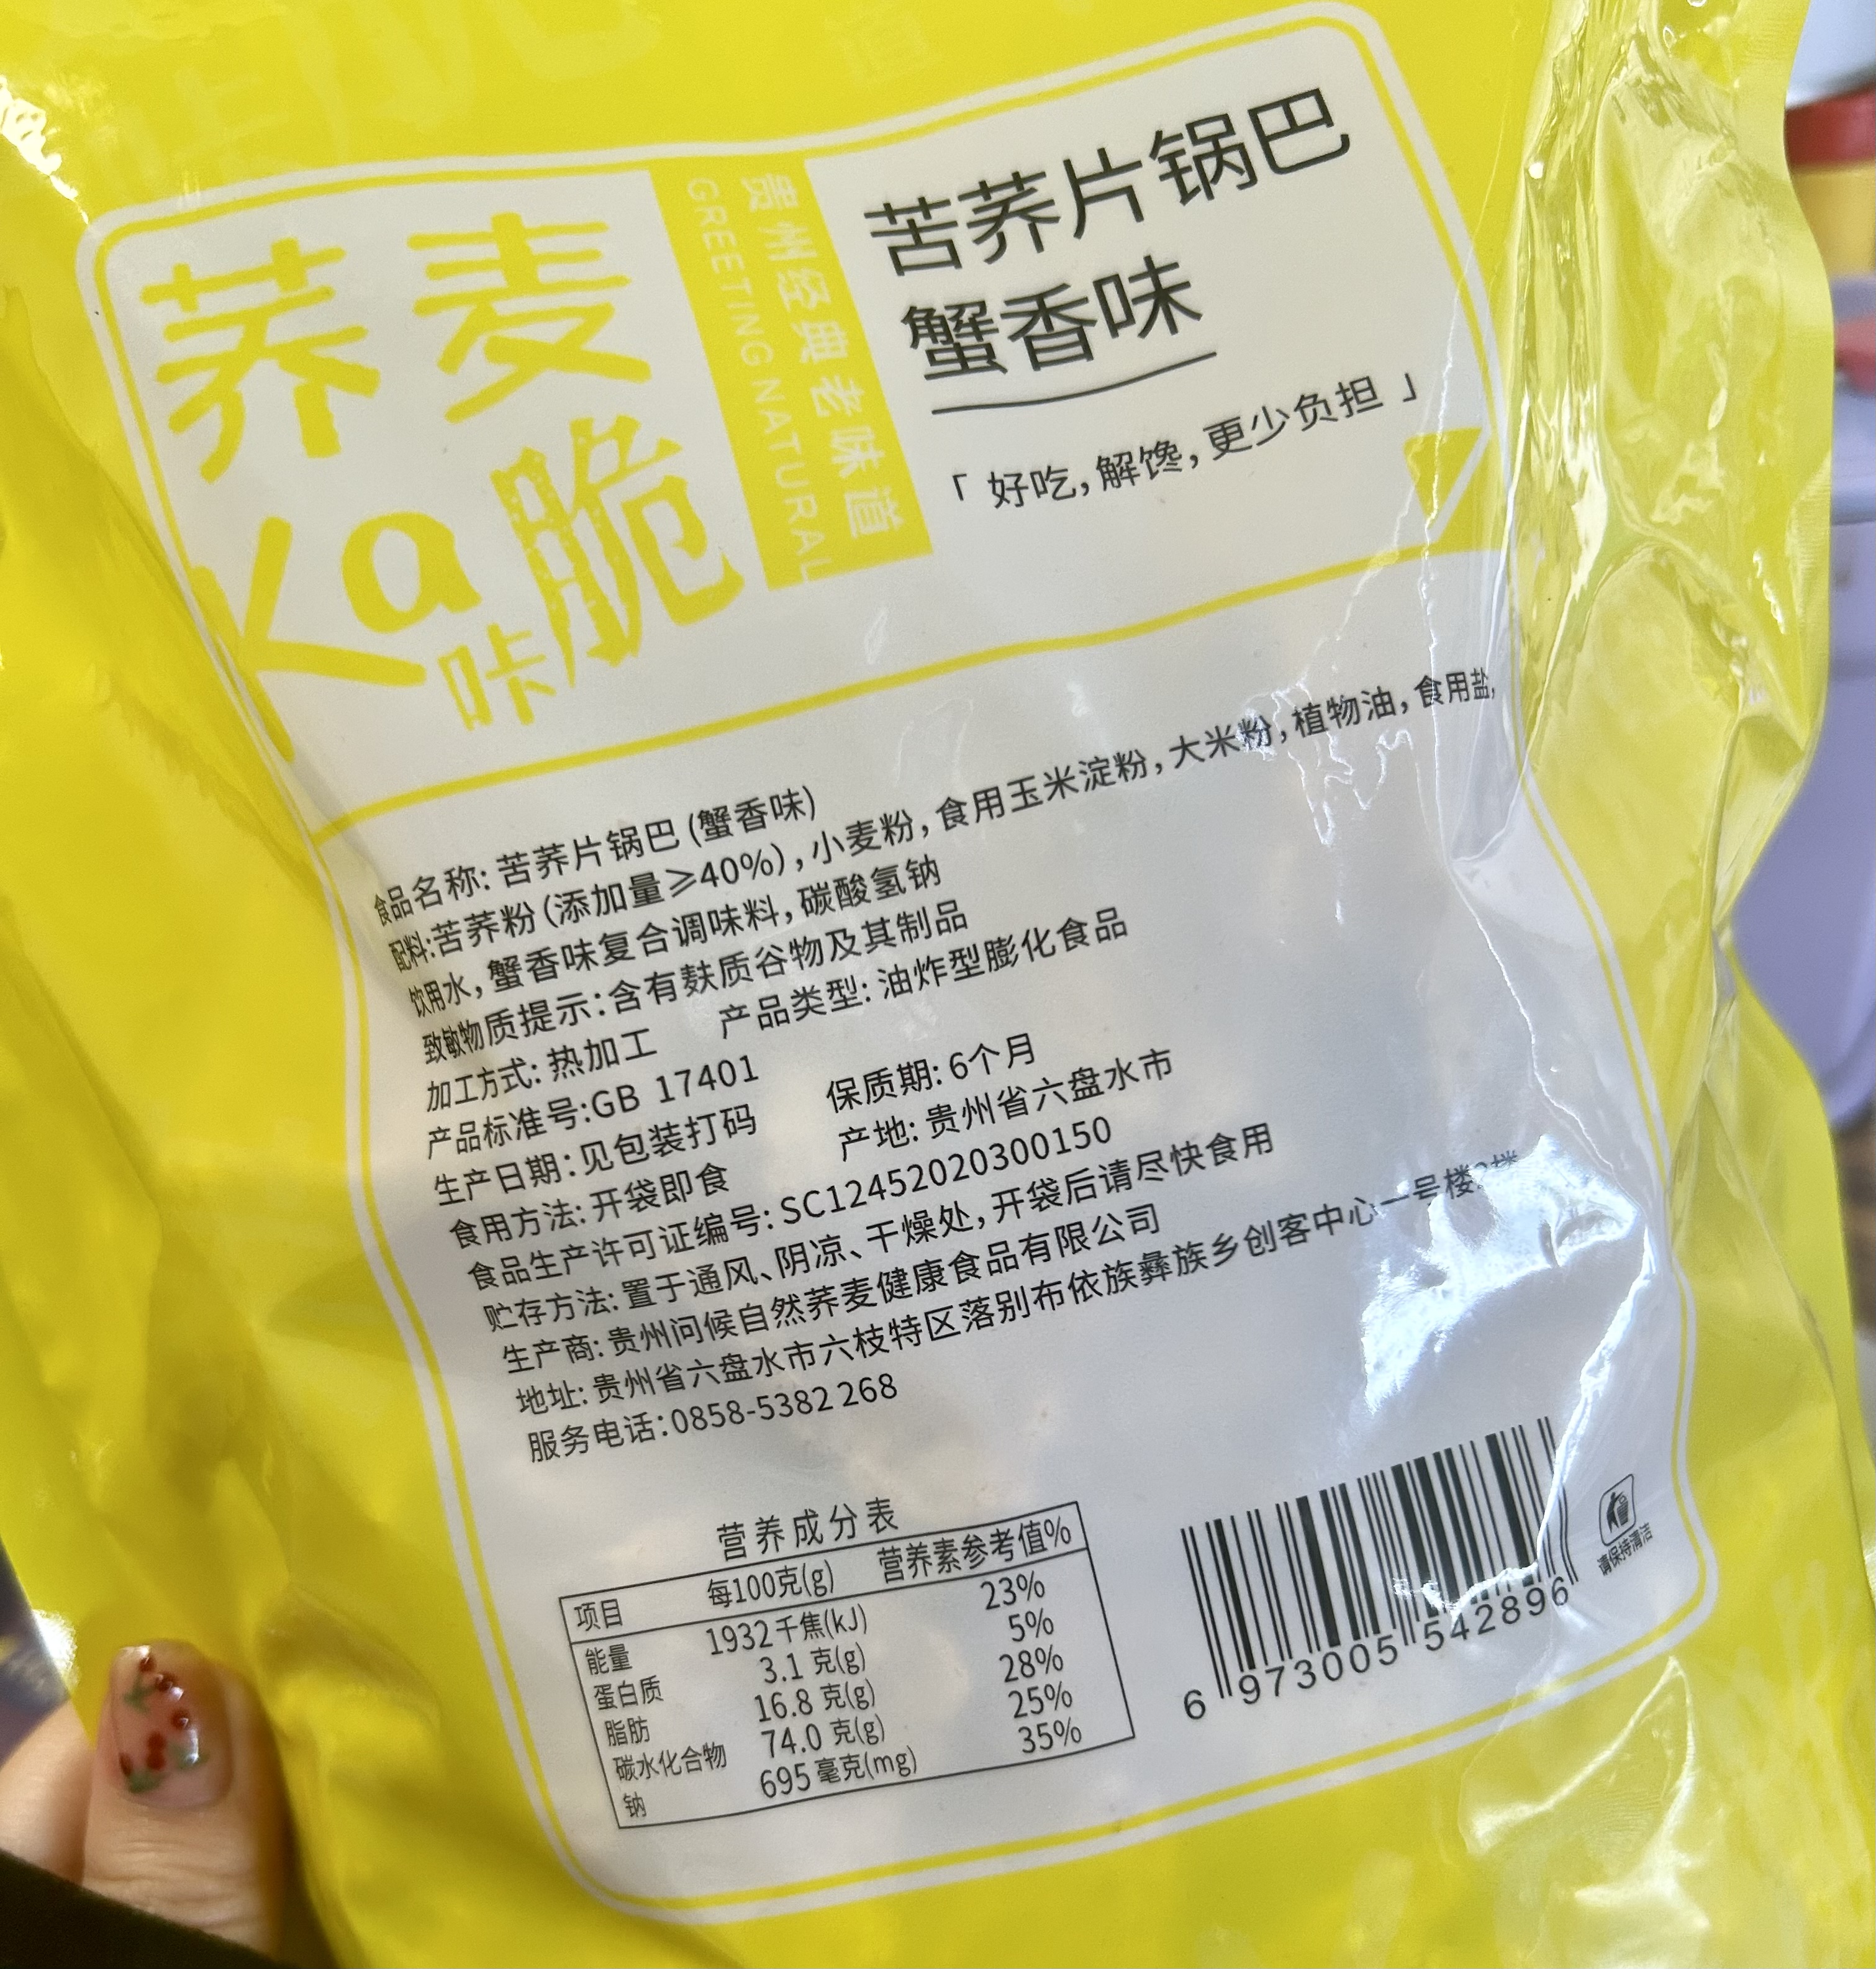 荞麦
Ka脆
咔
贵州经典老味道
GREETING NATURAL
苦荞片锅巴
蟹香味
「好吃,解馋,更少负担」
食品名称: 苦荞片锅巴(蟹香味)
配料:苦荞粉(添加量≥40%),小麦粉,食用玉米淀粉,大米粉,植物油,食用盐,
饮用水,蟹香味复合调味料,碳酸氢钠
致敏物质提示:含有麸质谷物及其制品
加工方式: 热加工 产品类型: 油炸型膨化食品
产品标准号:GB 17401
生产日期:见包装打码 保质期: 6个月
食用方法: 开袋即食 产地: 贵州省六盘水市
食品生产许可证编号: SC12452020300150
贮存方法: 置于通风、阴凉、干燥处,开袋后请尽快食用
生产商: 贵州问候自然荞麦健康食品有限公司
地址: 贵州省六盘水市六枝特区落别布依族彝族乡创客中心一号楼
服务电话:0858-5382 268
营养成分表
项目 每100克(g) 营养素参考值%
能量 1932千焦(kJ) 23%
蛋白质 3.1 克(g) 5%
脂肪 16.8 克(g) 28%
碳水化合物 74.0 克(g) 25%
钠 695 毫克(mg) 35%
6 973005 542896
请保持清洁